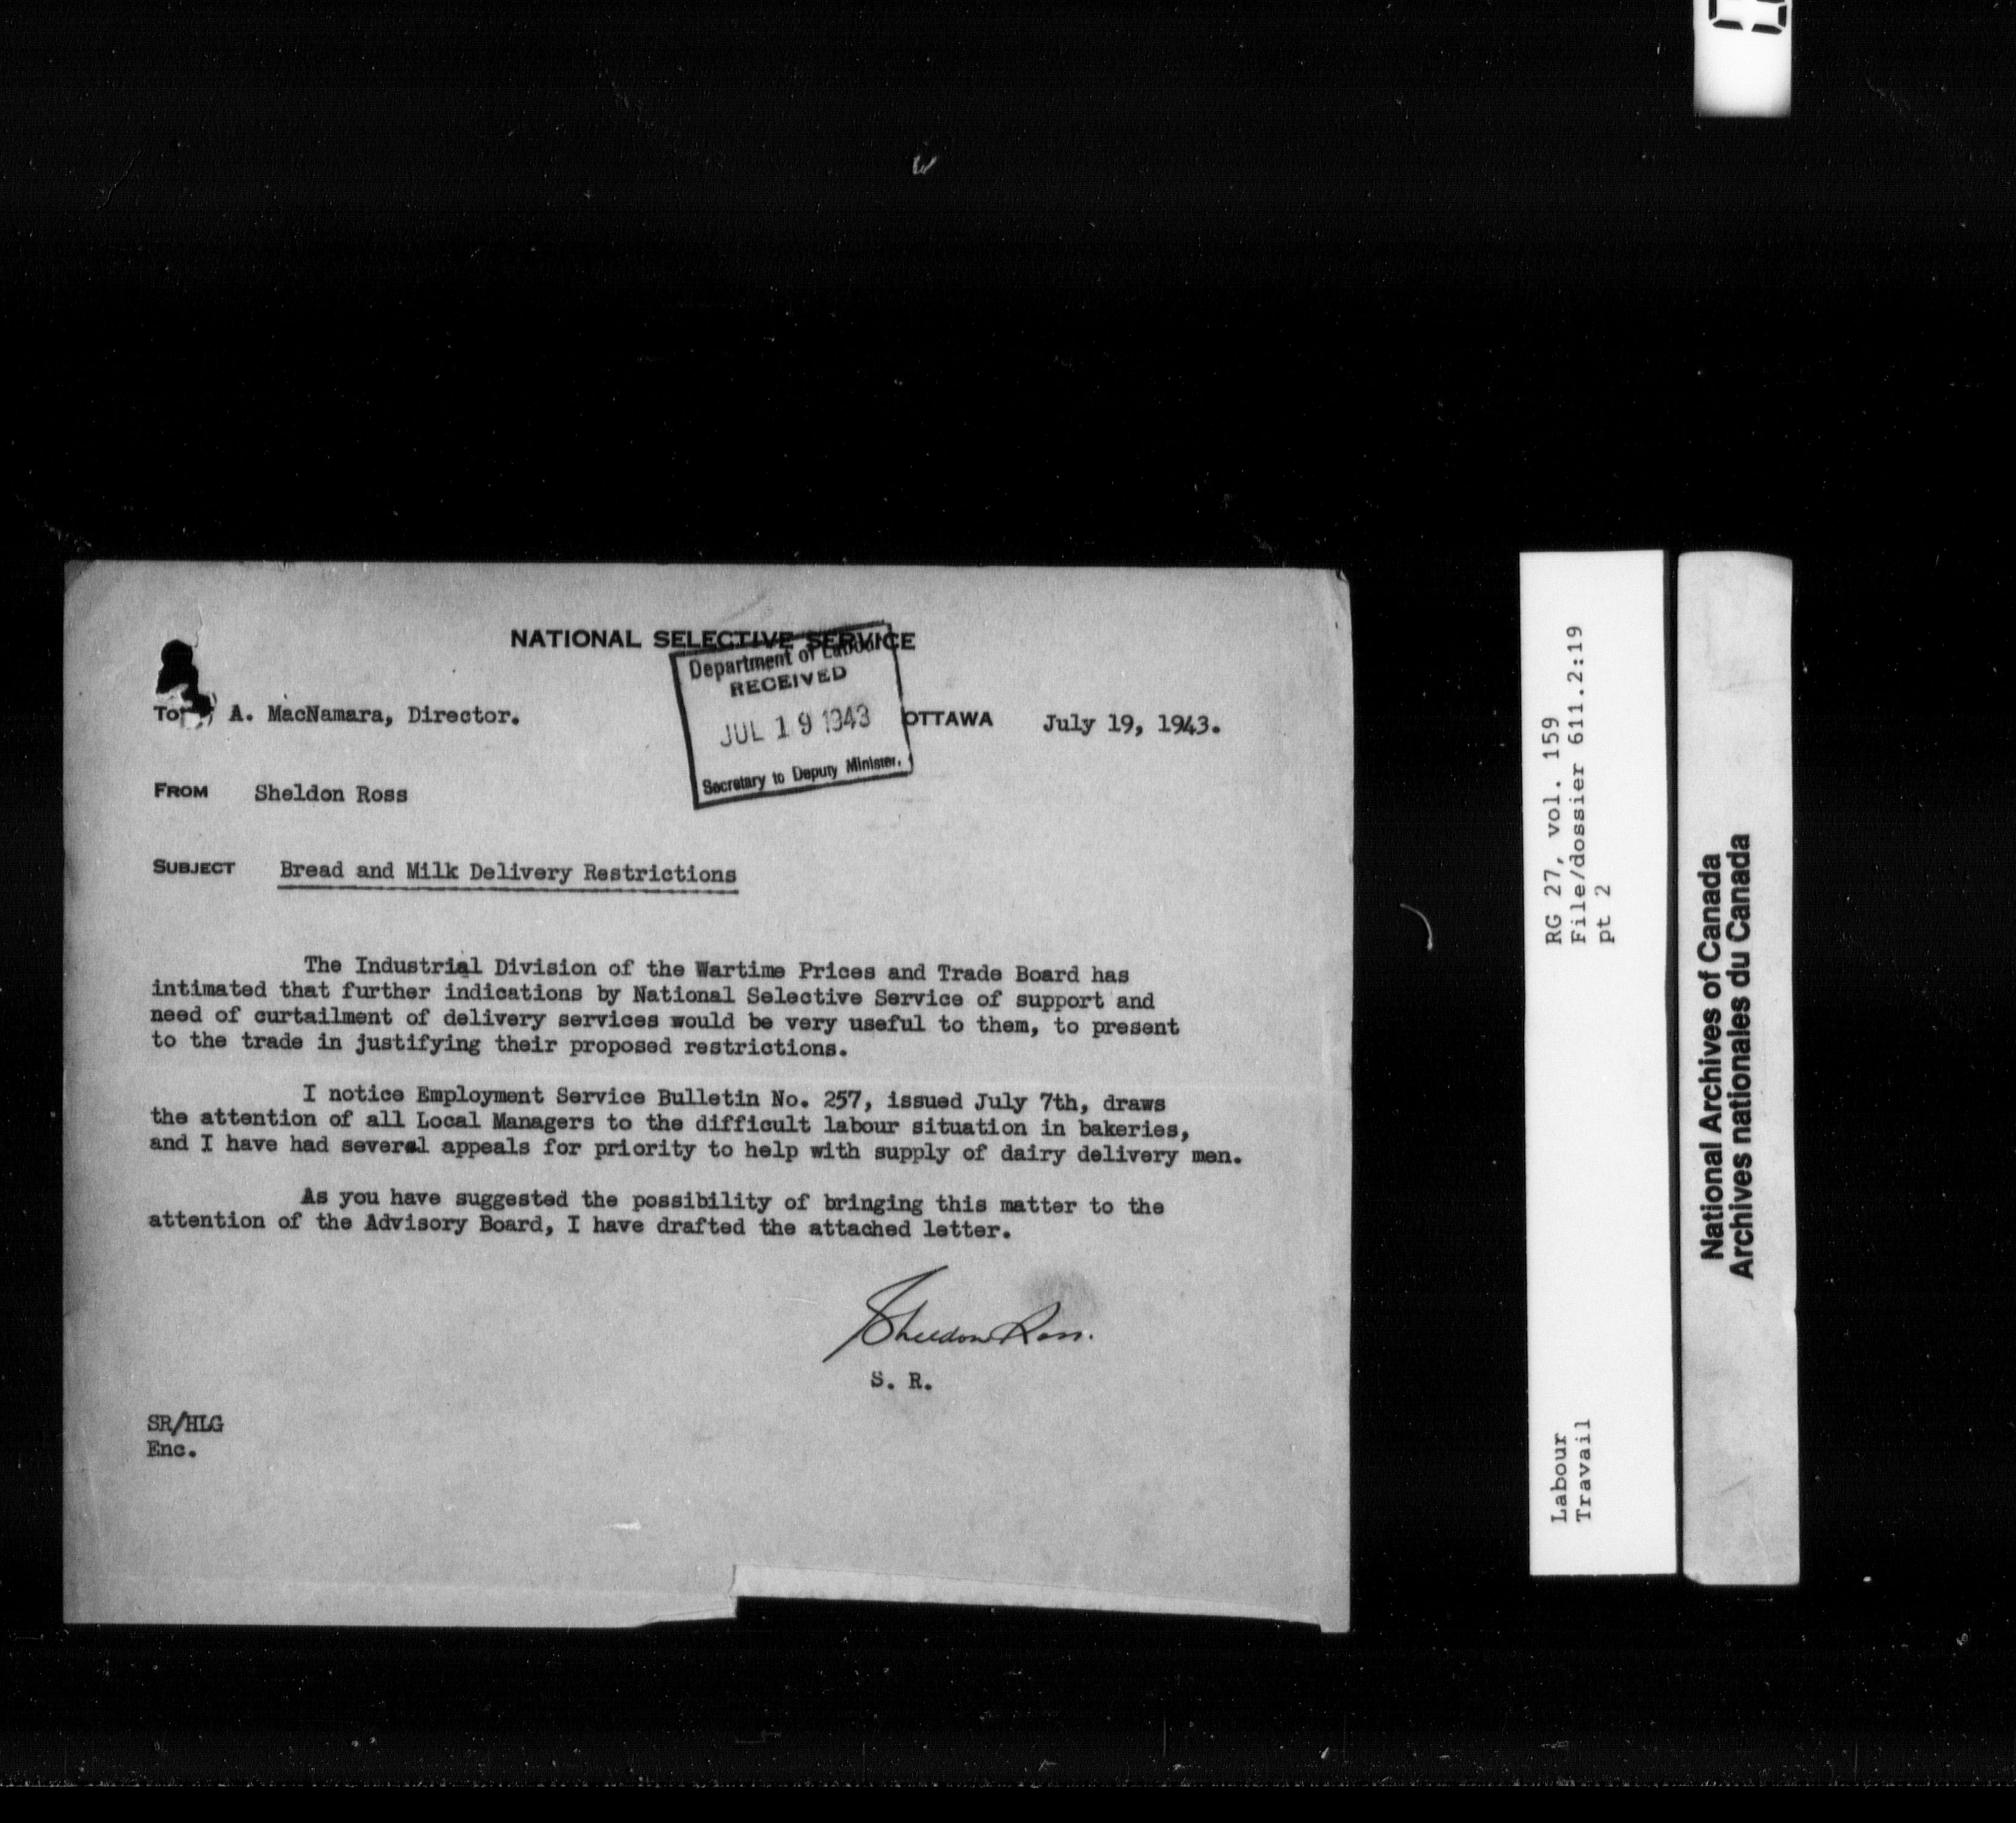 NATIONAL SELECTIVE SERVICE
Department of Labour
RECEIVED
JUL 19 1943
Secretary to Deputy Minister.
To A. MacNamara, Director.
OTTAWA July 19, 1943.
FROM Sheldon Ross
SUBJECT Bread and Milk Delivery Restrictions
The Industrial Division of the Wartime Prices and Trade Board has
intimated that further indications by National Selective Service of support and
need of curtailment of delivery services would be very useful to them, to present
to the trade in justifying their proposed restrictions.
I notice Employment Service Bulletin No. 257, issued July 7th, draws
the attention of all Local Managers to the difficult labour situation in bakeries,
and I have had several appeals for priority to help with supply of dairy delivery men.
As you have suggested the possibility of bringing this matter to the
attention of the Advisory Board, I have drafted the attached letter.
Sheldon Ross.
S. R.
SR/HLG
Enc.
RG 27, vol. 159
File/dossier 611.2:19
pt 2
Labour
Travail
National Archives of Canada
Archives nationales du Canada